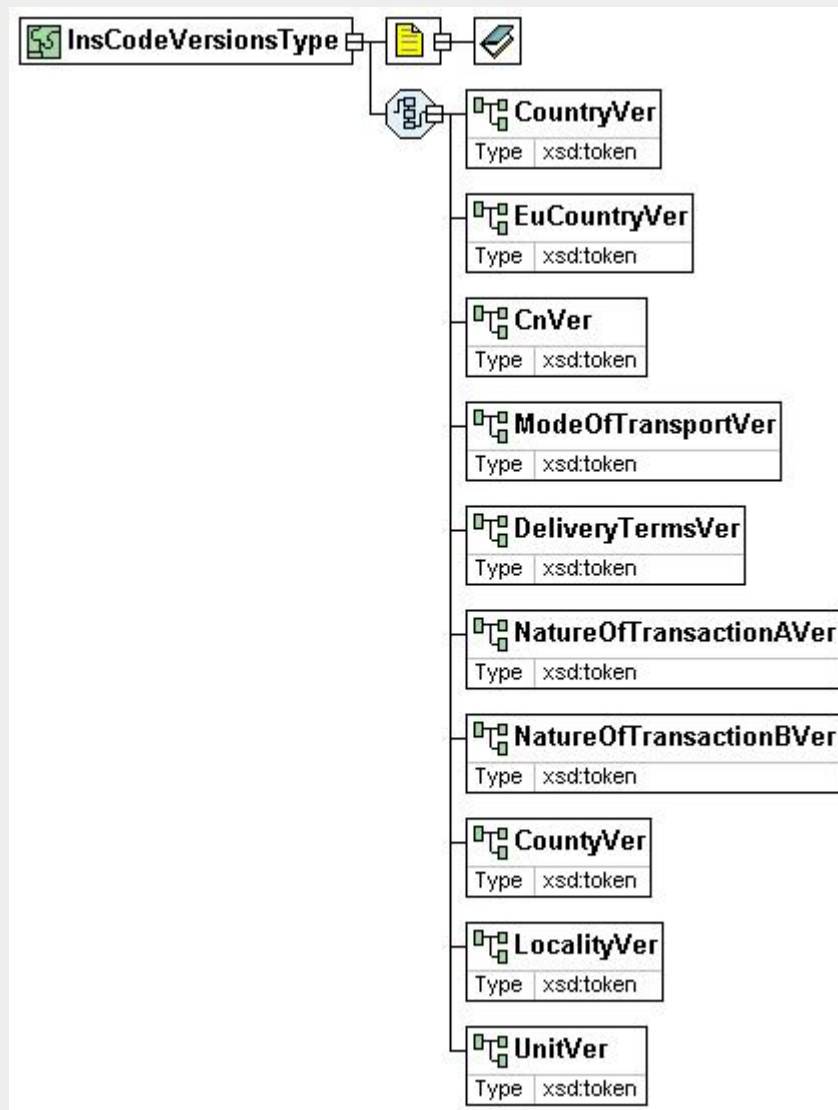 InsCodeVersionsType
CountryVer
Type xsd:token
EuCountryVer
Type xsd:token
CnVer
Type xsd:token
ModeOfTransportVer
Type xsd:token
DeliveryTermsVer
Type xsd:token
NatureOfTransactionAVer
Type xsd:token
NatureOfTransactionBVer
Type xsd:token
CountyVer
Type xsd:token
LocalityVer
Type xsd:token
UnitVer
Type xsd:token